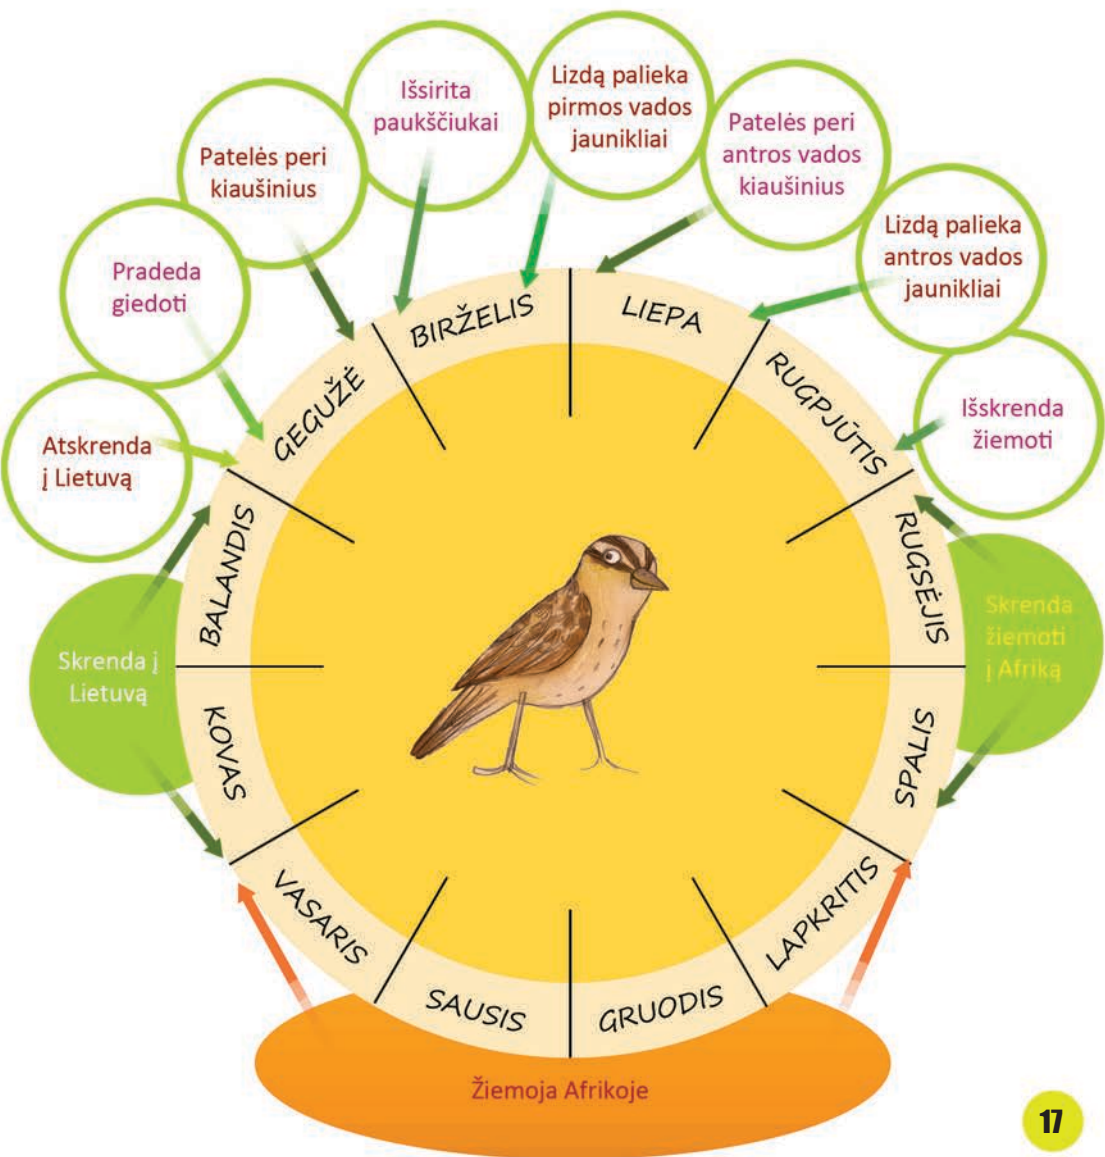 Išsirita
paukščiukai
Lizdą palieka
pirmos vados
jaunikliai
Patelės peri
antros vados
kiaušinius
Patelės peri
kiaušinius
Lizdą palieka
antros vados
jaunikliai
Pradeda
giedoti
Išskrenda
žiemoti
Atskrenda
į Lietuvą
Skrenda į
Lietuvą
Skrenda
žiemoti
į Afriką
BIRŽELIS
LIEPA
GEGUŽĖ
RUGPJŪTIS
BALANDIS
RUGSĖJIS
KOVAS
SPALIS
VASARIS
LAPKRITIS
SAUSIS
GRUODIS
Žiemoja Afrikoje
17